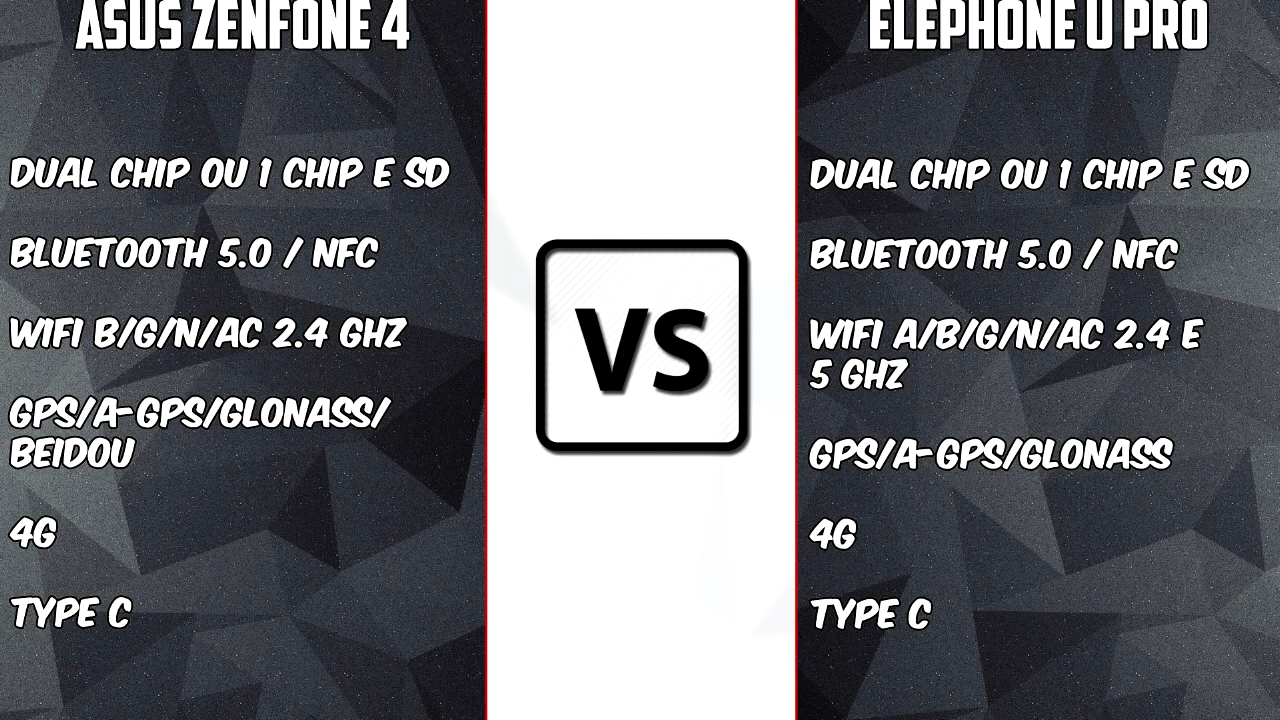 ASUS ZENFONE 4
DUAL CHIP OU 1 CHIP E SD
BLUETOOTH 5.0 / NFC
WIFI B/G/N/AC 2.4 GHZ
GPS/A-GPS/GLONASS/
BEIDOU
4G
TYPE C
VS
ELEPHONE U PRO
DUAL CHIP OU 1 CHIP E SD
BLUETOOTH 5.0 / NFC
WIFI A/B/G/N/AC 2.4 E
5 GHZ
GPS/A-GPS/GLONASS
4G
TYPE C